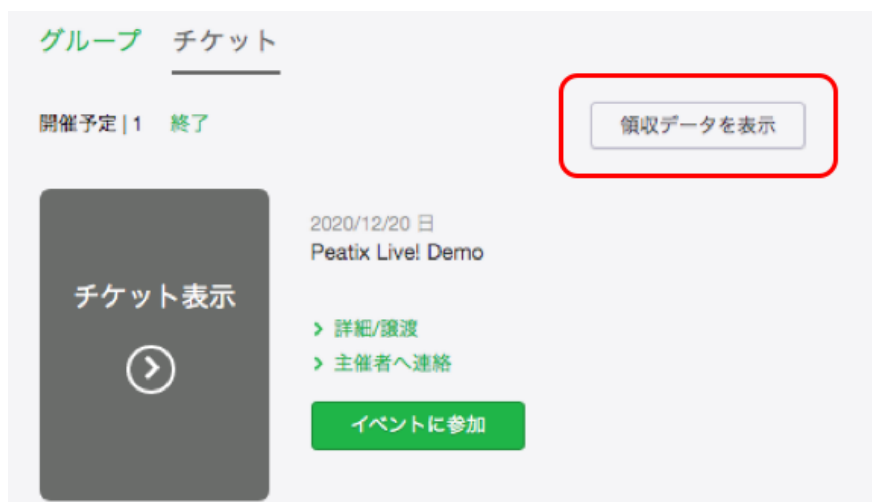 グループ チケット
開催予定 | 1 終了
領収データを表示
チケット表示
2020/12/20 日
Peatix Live! Demo
詳細/譲渡
主催者へ連絡
イベントに参加